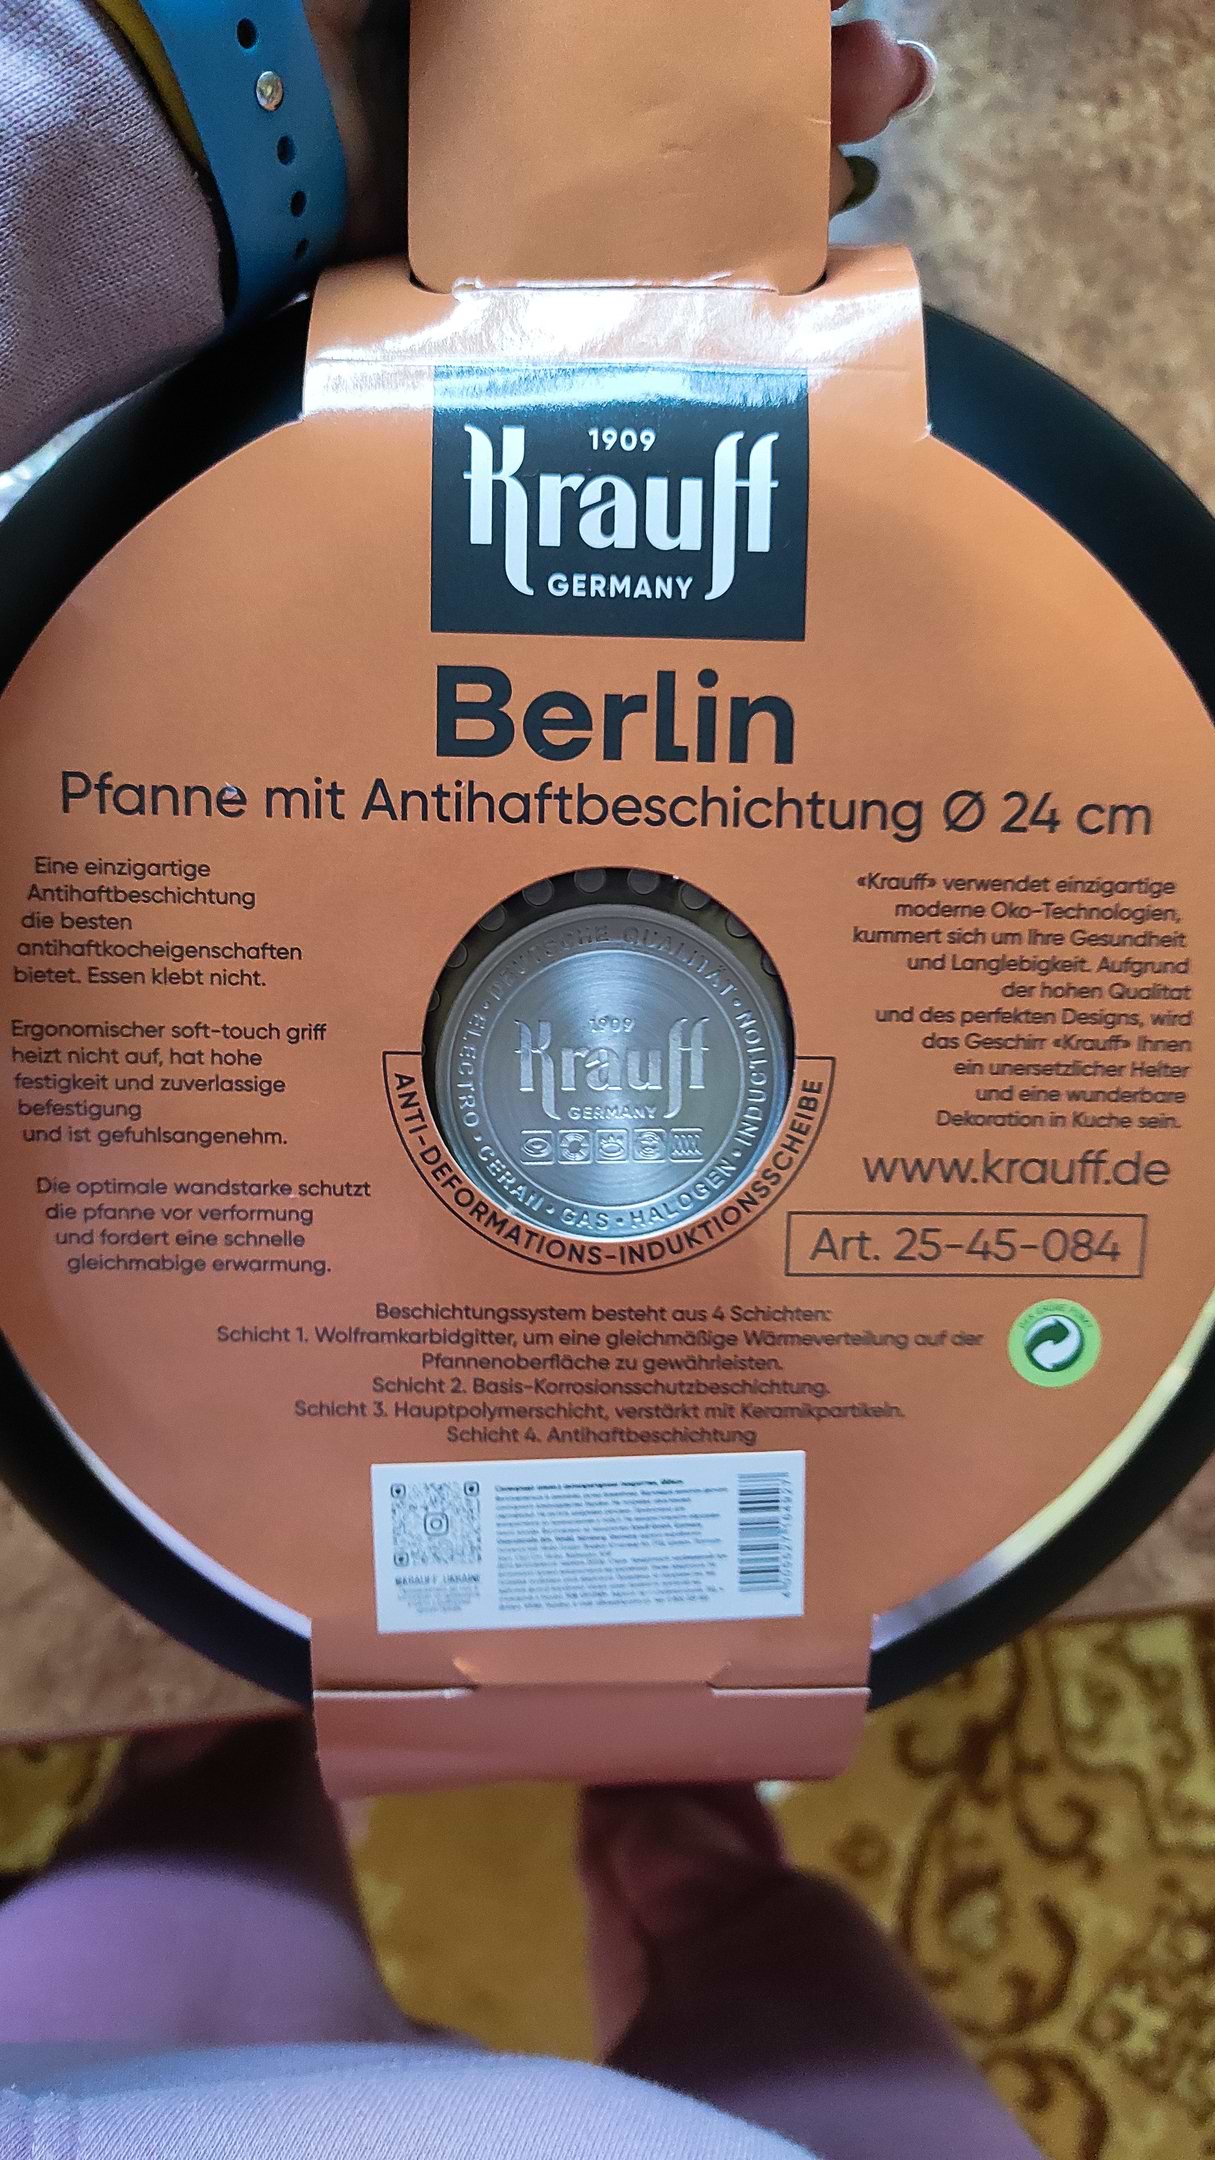 1909
Krauff
GERMANY
Berlin
Pfanne mit Antihaftbeschichtung Ø 24 cm
Eine einzigartige
Antihaftbeschichtung
die besten
antihaftkocheigenschaften
bietet. Essen klebt nicht.
Ergonomischer soft-touch griff
heizt nicht auf, hat hohe
festigkeit und zuverlassige
befestigung
und ist gefuhlsangenehm.
Die optimale wandstarke schutzt
die pfanne vor verformung
und fordert eine schnelle
gleichmabige erwarmung.
DEUTSCHE QUALITÄT • INDUCTION • HALOGEN • GAS • CERAN • ELECTRO •
1909
Krauff
GERMANY
ANTI-DEFORMATIONS-INDUKTIONSSCHEIBE
«Krauff» verwendet einzigartige
moderne Oko-Technologien,
kummert sich um Ihre Gesundheit
und Langlebigkeit. Aufgrund
der hohen Qualitat
und des perfekten Designs, wird
das Geschirr «Krauff» Ihnen
ein unersetzlicher Helter
und eine wunderbare
Dekoration in Kuche sein.
www.krauff.de
Art. 25-45-084
Beschichtungssystem besteht aus 4 Schichten:
Schicht 1. Wolframkarbidgitter, um eine gleichmäßige Wärmeverteilung auf der
Pfannenoberfläche zu gewährleisten.
Schicht 2. Basis-Korrosionsschutzbeschichtung.
Schicht 3. Hauptpolymerschicht, verstärkt mit Keramikpartikeln.
Schicht 4. Antihaftbeschichtung
DER GRÜNE PUNKT
KRAUFF_UKRAINE